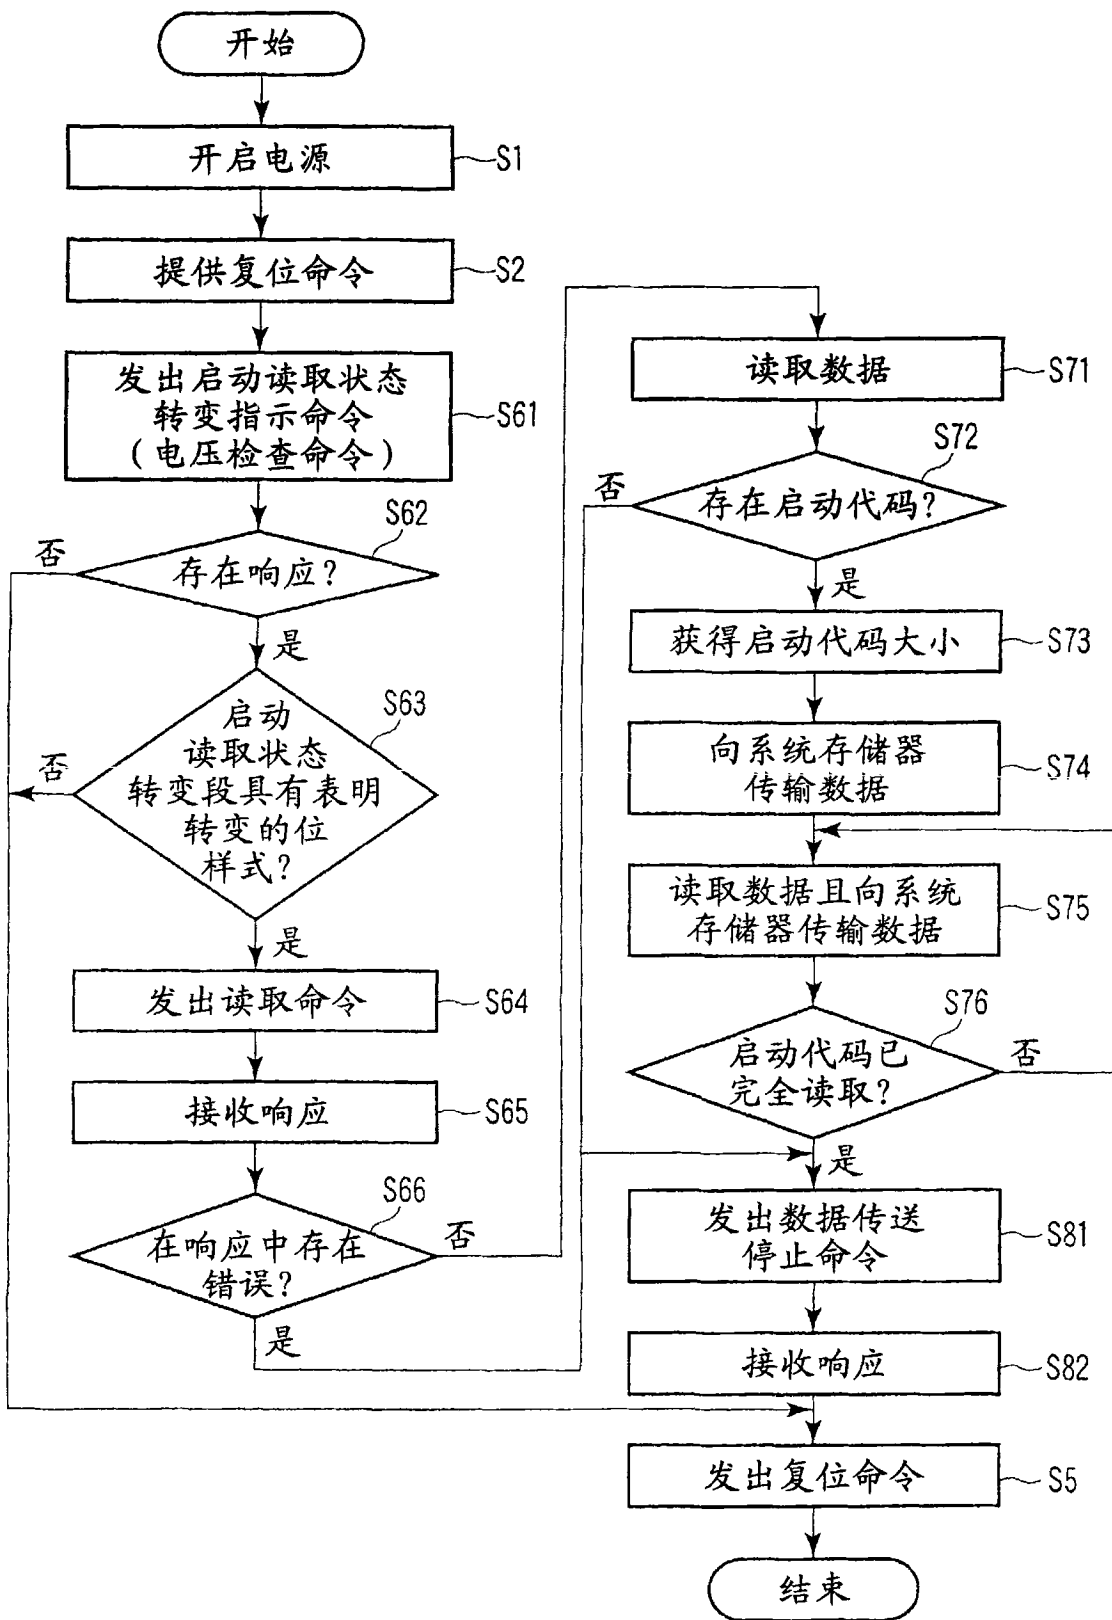 开始
开启电源
S1
提供复位命令
S2
发出启动读取状态
转变指示命令
（电压检查命令）
S61
S62
存在响应？
否
是
S63
启动
读取状态
转变段具有表明
转变的位
样式？
否
是
发出读取命令
S64
接收响应
S65
S66
在响应中存在
错误？
否
是
读取数据
S71
S72
存在启动代码？
否
是
获得启动代码大小
S73
向系统存储器
传输数据
S74
读取数据且向系统
存储器传输数据
S75
S76
启动代码已
完全读取？
否
是
发出数据传送
停止命令
S81
接收响应
S82
发出复位命令
S5
结束